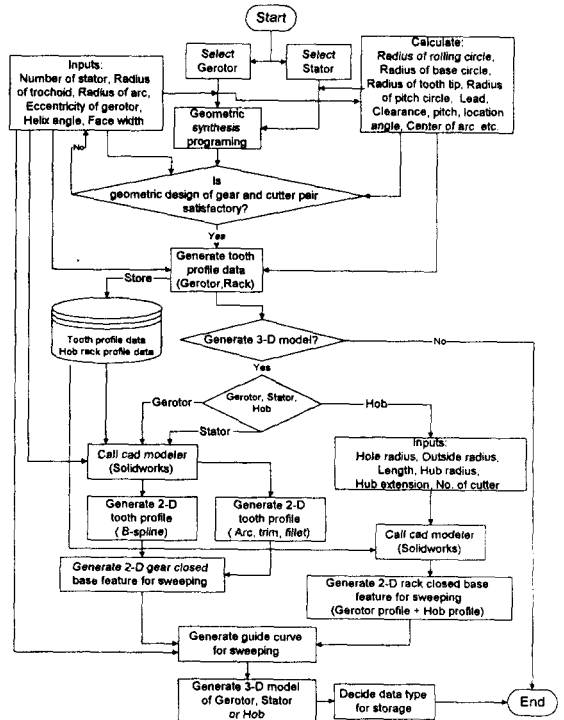 Start
Select
Gerotor
Select
Stator
Inputs:
Number of stator, Radius
of trochoid, Radius of arc,
Eccentricity of gerotor,
Helix angle, Face width
Calculate:
Radius of rolling circle,
Radius of base circle,
Radius of tooth tip, Radius
of pitch circle, Lead,
Clearance, pitch, location
angle, Center of arc etc.
Geometric
synthesis
programing
No
Is
geometric design of gear and cutter pair
satisfactory?
Yes
Generate tooth
profile data
(Gerotor,Rack)
Store
Tooth profile data
Hob rack profile data
Generate 3-D model?
No
Yes
Gerotor, Stator,
Hob
Gerotor
Hob
Stator
Call cad modeler
(Solidworks)
Inputs:
Hole radius, Outside radius,
Length, Hub radius,
Hub extension, No. of cutter
Generate 2-D
tooth profile
( B-spline)
Generate 2-D
tooth profile
( Arc, trim, fillet)
Call cad modeler
(Solidworks)
Generate 2-D gear closed
base feature for sweeping
Generate 2-D rack closed base
feature for sweeping
(Gerotor profile + Hob profile)
Generate guide curve
for sweeping
Generate 3-D model
of Gerotor, Stator
or Hob
Decide data type
for storage
End